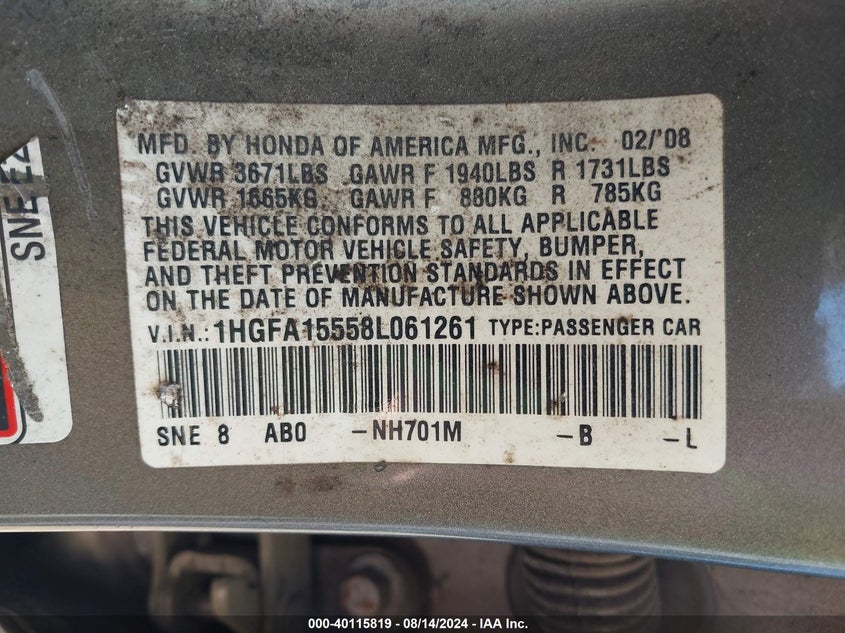 MFD. BY HONDA OF AMERICA MFG., INC. 02/'08
GVWR 3671LBS GAWR F 1940LBS R 1731LBS
GVWR 1665KG GAWR F 880KG R 785KG
THIS VEHICLE CONFORMS TO ALL APPLICABLE
FEDERAL MOTOR VEHICLE SAFETY, BUMPER,
AND THEFT PREVENTION STANDARDS IN EFFECT
ON THE DATE OF MANUFACTURE SHOWN ABOVE.
V.I.N.: 1HGFA15558L061261 TYPE:PASSENGER CAR
SNE 8 AB0 -NH701M -B -L
SNE
000-40115819 - 08/14/2024 - IAA Inc.